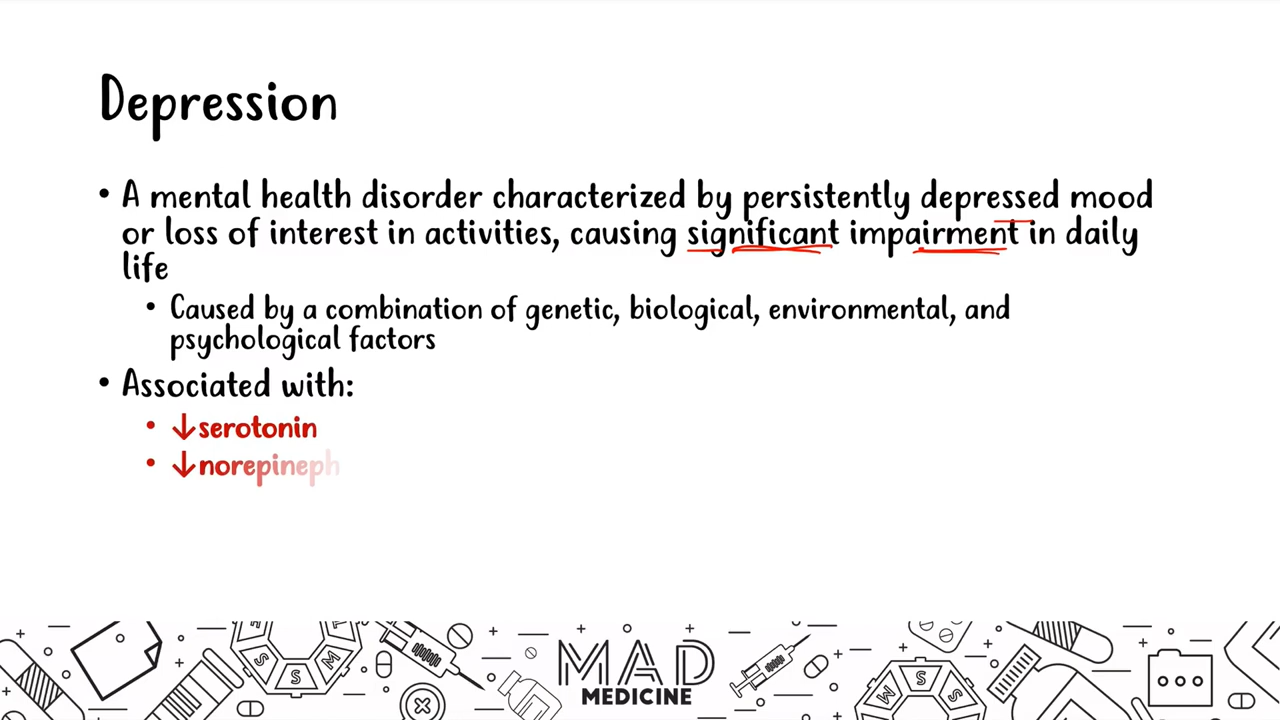 Depression
• A mental health disorder characterized by persistently depressed mood
or loss of interest in activities, causing significant impairment in daily
life
• Caused by a combination of genetic, biological, environmental, and
psychological factors
• Associated with:
• ↓serotonin
• ↓norepineph
MAD
MEDICINE
S
S
M
M
S
S